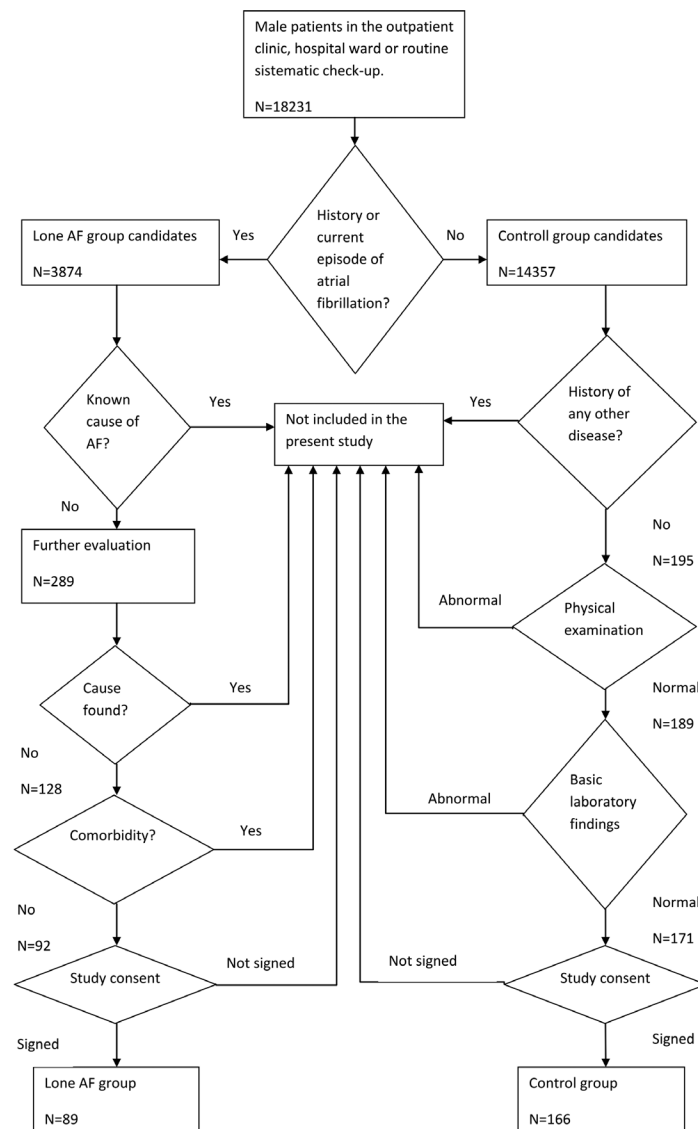 Male patients in the outpatient
clinic, hospital ward or routine
sistematic check-up.
N=18231
History or
current
episode of
atrial
fibrillation?
Yes
No
Lone AF group candidates
N=3874
Controll group candidates
N=14357
Known
cause of
AF?
Yes
Not included in the
present study
Yes
History of
any other
disease?
No
Further evaluation
N=289
No
N=195
Abnormal
Physical
examination
Cause
found?
Yes
Normal
N=189
No
N=128
Abnormal
Basic
laboratory
findings
Comorbidity?
Yes
No
N=92
Normal
N=171
Study consent
Not signed
Not signed
Study consent
Signed
Signed
Lone AF group
N=89
Control group
N=166